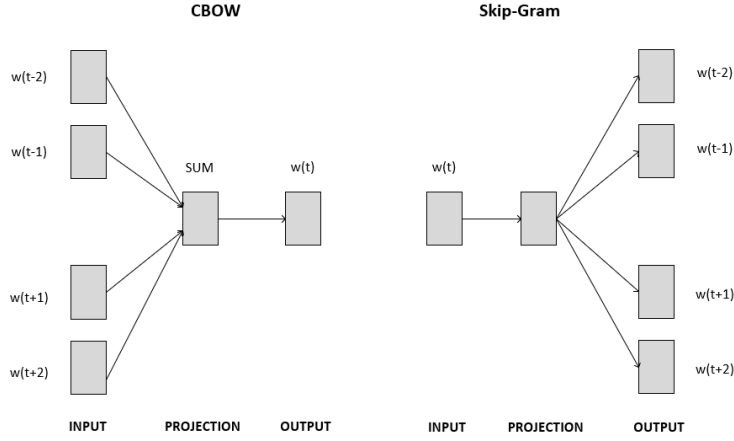 CBOW
Skip-Gram
w(t-2)
w(t-2)
w(t-1)
w(t-1)
SUM
w(t)
w(t)
w(t+1)
w(t+1)
w(t+2)
w(t+2)
INPUT
PROJECTION
OUTPUT
INPUT
PROJECTION
OUTPUT